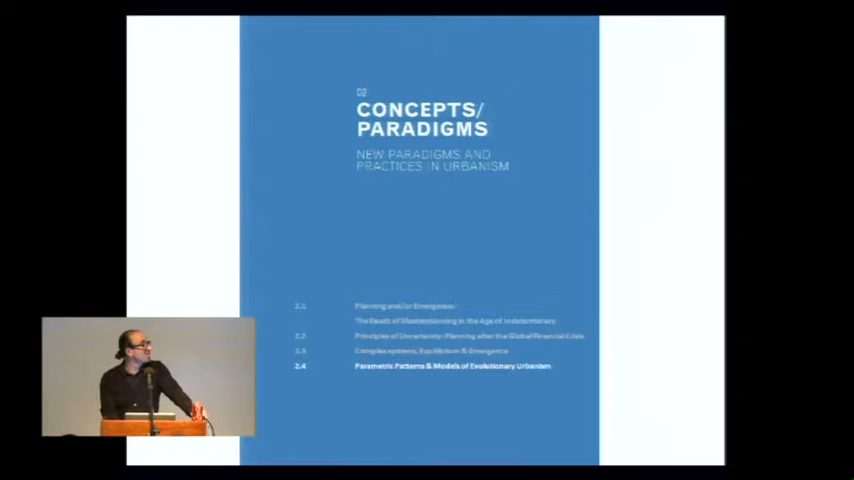 02
CONCEPTS/
PARADIGMS
NEW PARADIGMS AND
PRACTICES IN URBANISM
2.1 Planning and/or Emergence:
The Death of Masterplanning in the Age of Indeterminacy
2.2 Principles of Uncertainty: Planning after the Global Financial Crisis
2.3 Complex systems, Equilibrium & Emergence
2.4 Parametric Patterns & Models of Evolutionary Urbanism